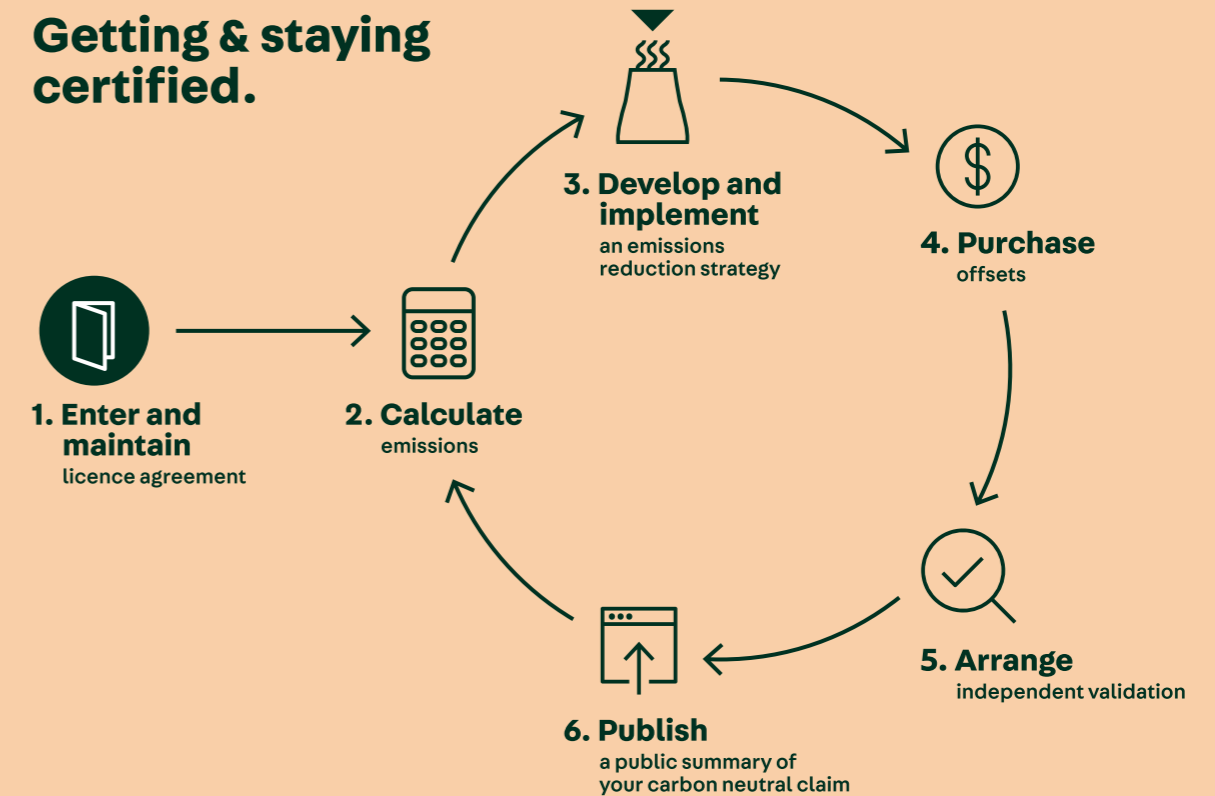 Getting & staying
certified.
1. Enter and
maintain
licence agreement
2. Calculate
emissions
3. Develop and
implement
an emissions
reduction strategy
4. Purchase
offsets
5. Arrange
independent validation
6. Publish
a public summary of
your carbon neutral claim